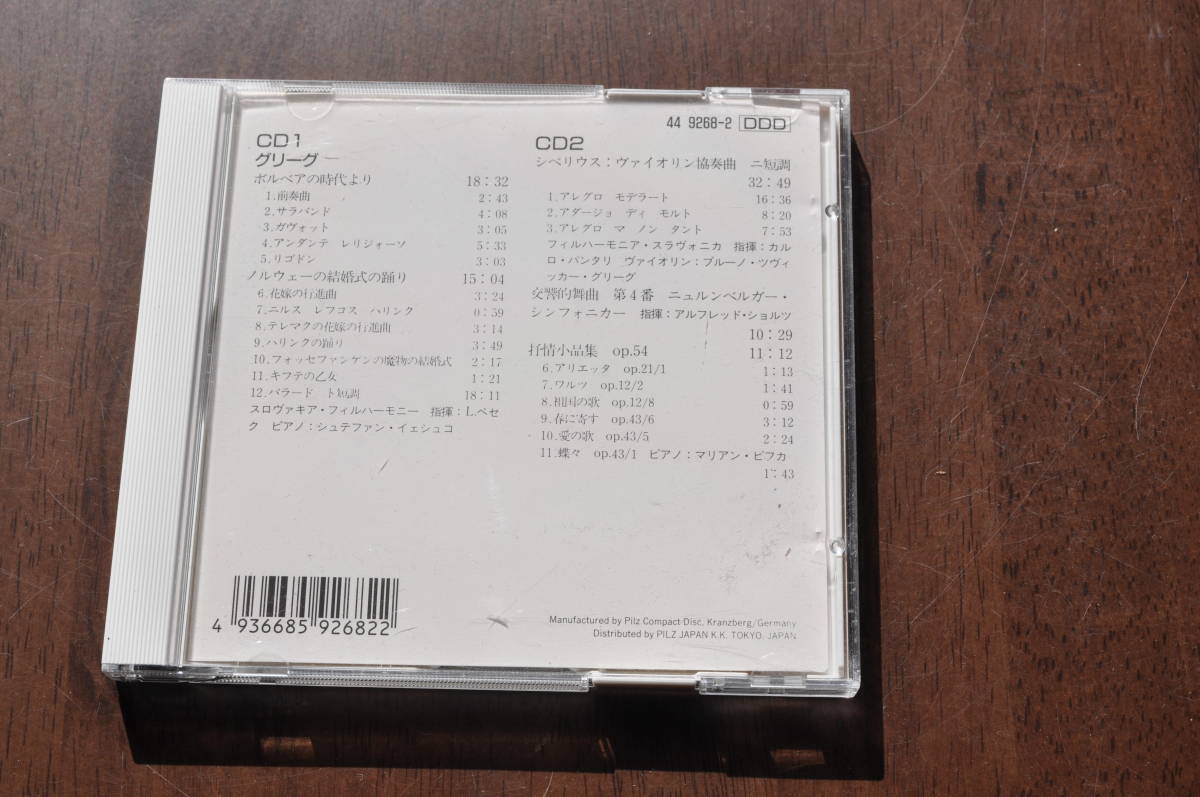 44 9268-2 DDD
CD1
グリーグ
ボルベアの時代より 18:32
1.前奏曲 2:43
2.サラバンド 4:08
3.ガヴォット 3:05
4.アンダンテ レリジャーソ 5:33
5.リゴドン 3:03
ノルウェーの結婚式の踊り 15:04
6.花嫁の行進曲 3:24
7.ニルス レフコス ハリンク 0:59
8.テレマクの花嫁の行進曲 3:14
9.ハリンクの踊り 3:49
10.フォッセファンゲンの魔物の結婚式 2:17
11.キフテの乙女 1:21
12.バラード ト短調 18:11
スロヴァキア・フィルハーモニー 指揮:L.ペセ
ク ピアノ:シュテファン・イェシュコ
CD2
シベリウス:ヴァイオリン協奏曲 ニ短調
32:49
1.アレグロ モデラート 16:36
2.アダージョ ディ モルト 8:20
3.アレグロ マ ノン タント 7:53
フィルハーモニア・スラヴォニカ 指揮:カル
ロ・パンタリ ヴァイオリン:ブルーノ・ツヴィ
ッカー・グリーグ
交響的舞曲 第4番 ニュルンベルガー・
シンフォニカー 指揮:アルフレッド・ショルツ
10:29
抒情小品集 op.54 11:12
6.アリエッタ op.21/1 1:13
7.ワルツ op.12/2 1:41
8.祖国の歌 op.12/8 0:59
9.春に寄す op.43/6 3:12
10.愛の歌 op.43/5 2:24
11.蝶々 op.43/1 ピアノ:マリアン・ピフカ
1:43
4 936685 926822
Manufactured by Pilz Compact Disc, Kranzberg/Germany
Distributed by PILZ JAPAN K.K. TOKYO, JAPAN